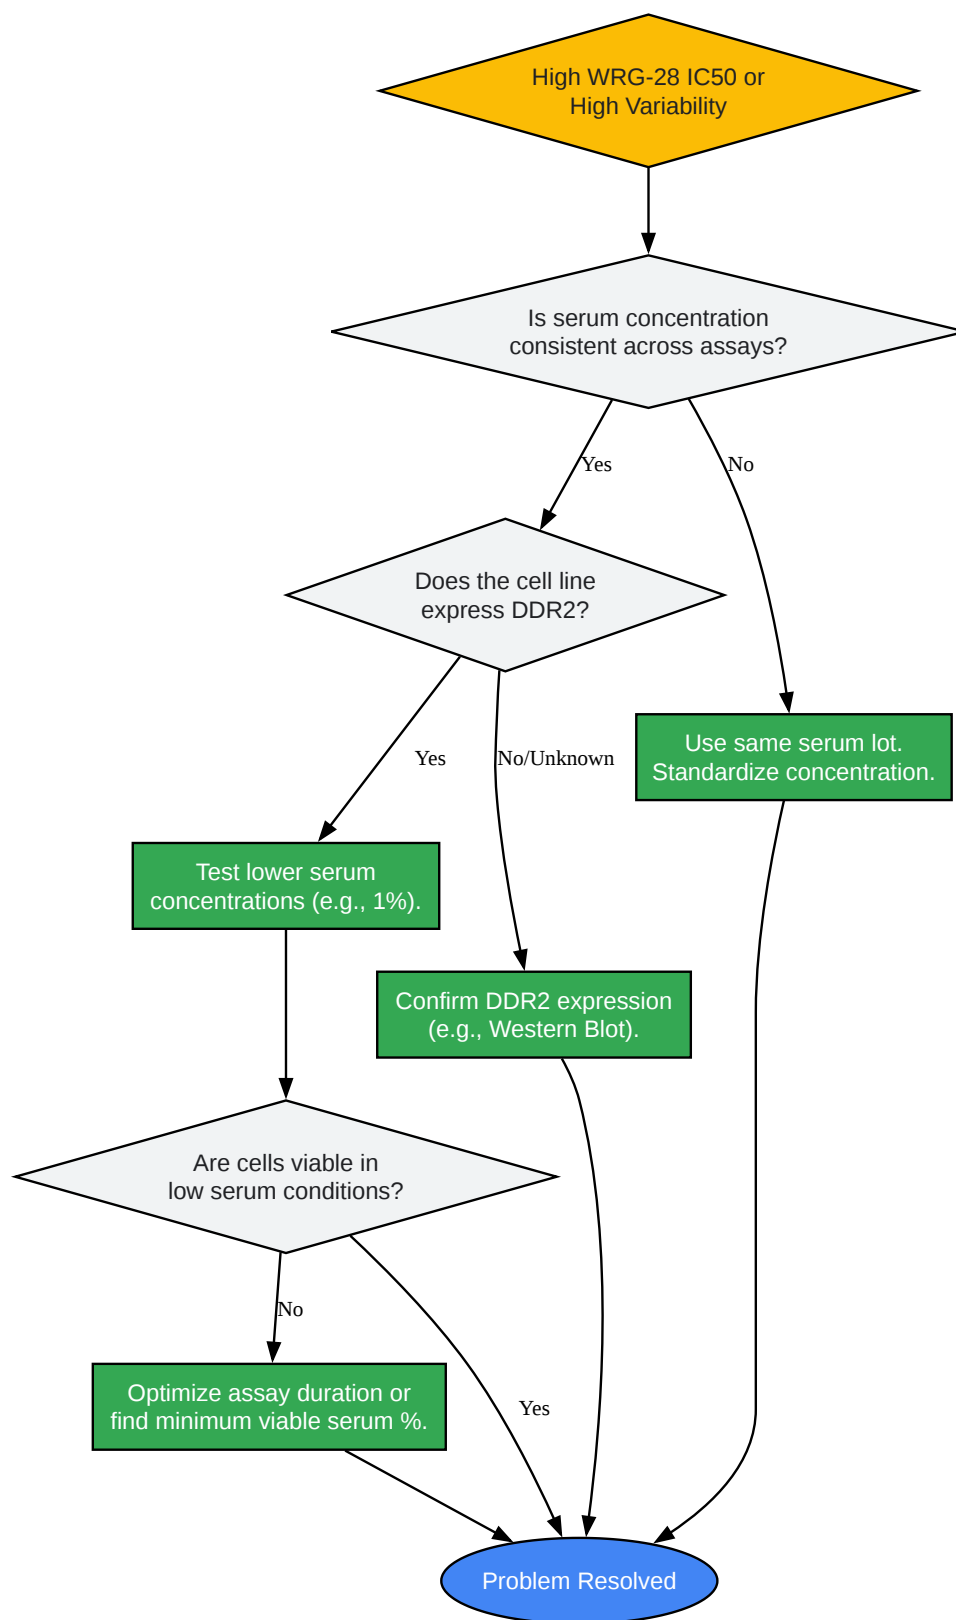 High WRG-28 IC50 or
High Variability
Is serum concentration
consistent across assays?
Yes
No
Does the cell line
express DDR2?
Yes
No/Unknown
Use same serum lot.
Standardize concentration.
Test lower serum
concentrations (e.g., 1%).
Confirm DDR2 expression
(e.g., Western Blot).
Are cells viable in
low serum conditions?
No
Yes
Optimize assay duration or
find minimum viable serum %.
Problem Resolved